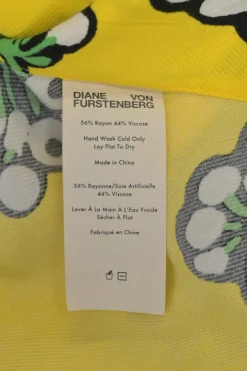 DIANE VON
FURSTENBERG
56% Rayon 44% Viscose
Hand Wash Cold Only
Lay Flat To Dry
Made in China
56% Rayonne/Soie Artificielle
44% Viscose
Laver À La Main À L'Eau Froide
Sécher À Plat
Fabriqué en Chine